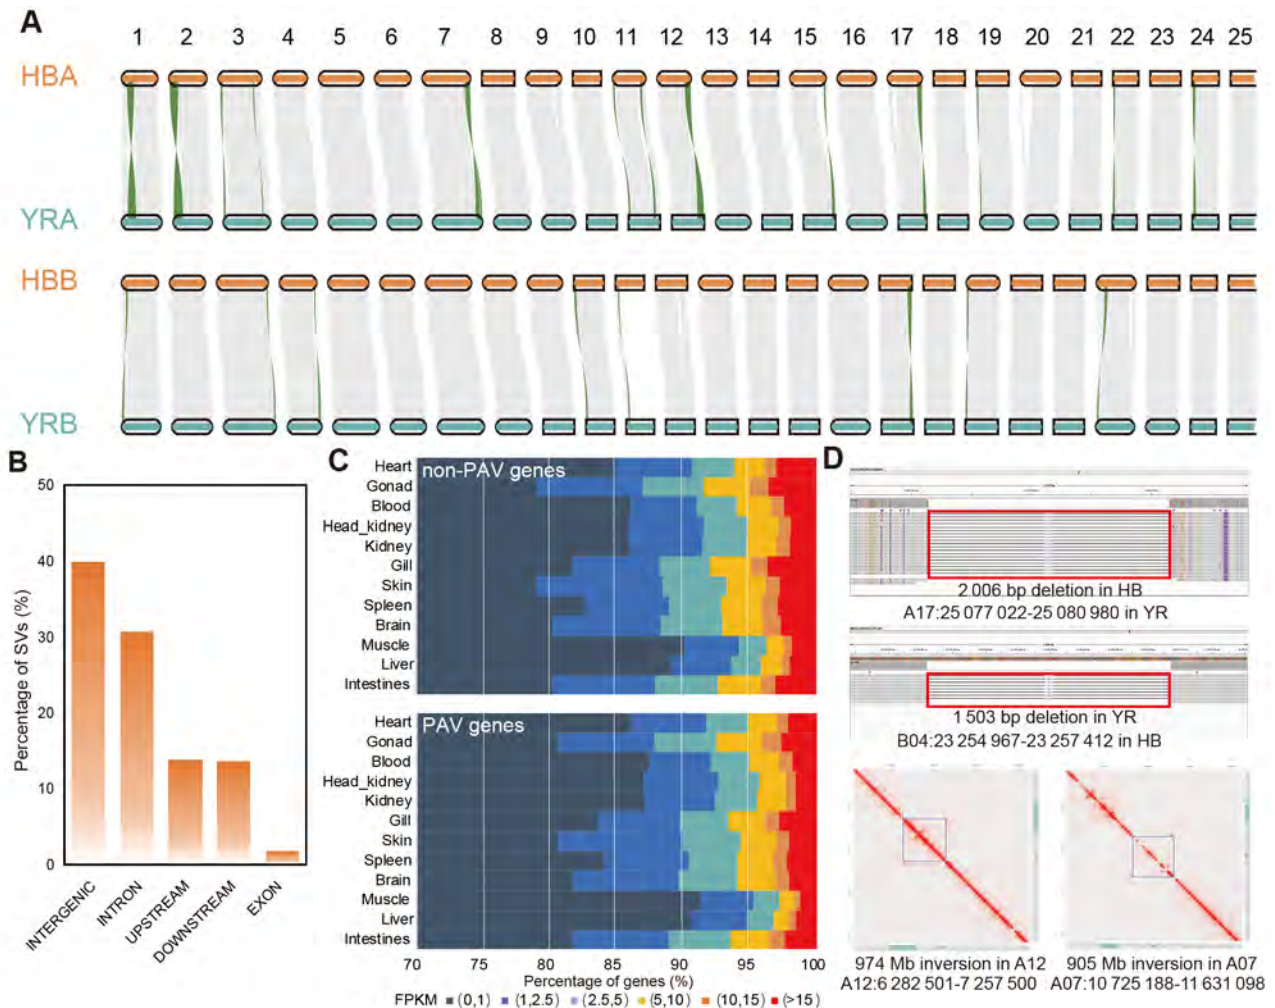 A
1 2 3 4 5 6 7 8 9 10 11 12 13 14 15 16 17 18 19 20 21 22 23 24 25
HBA
YRA
HBB
YRB
B
Percentage of SVs (%)
50
40
30
20
10
0
INTERGENIC
INTRON
UPSTREAM
DOWNSTREAM
EXON
C
non-PAV genes
Heart
Gonad
Blood
Head_kidney
Kidney
Gill
Skin
Spleen
Brain
Muscle
Liver
Intestines
PAV genes
Heart
Gonad
Blood
Head_kidney
Kidney
Gill
Skin
Spleen
Brain
Muscle
Liver
Intestines
70 75 80 85 90 95 100
Percentage of genes (%)
FPKM (0,1) (1,2.5) (2.5,5) (5,10) (10,15) (>15)
D
2 006 bp deletion in HB
A17:25 077 022-25 080 980 in YR
1 503 bp deletion in YR
B04:23 254 967-23 257 412 in HB
974 Mb inversion in A12
A12:6 282 501-7 257 500
905 Mb inversion in A07
A07:10 725 188-11 631 098